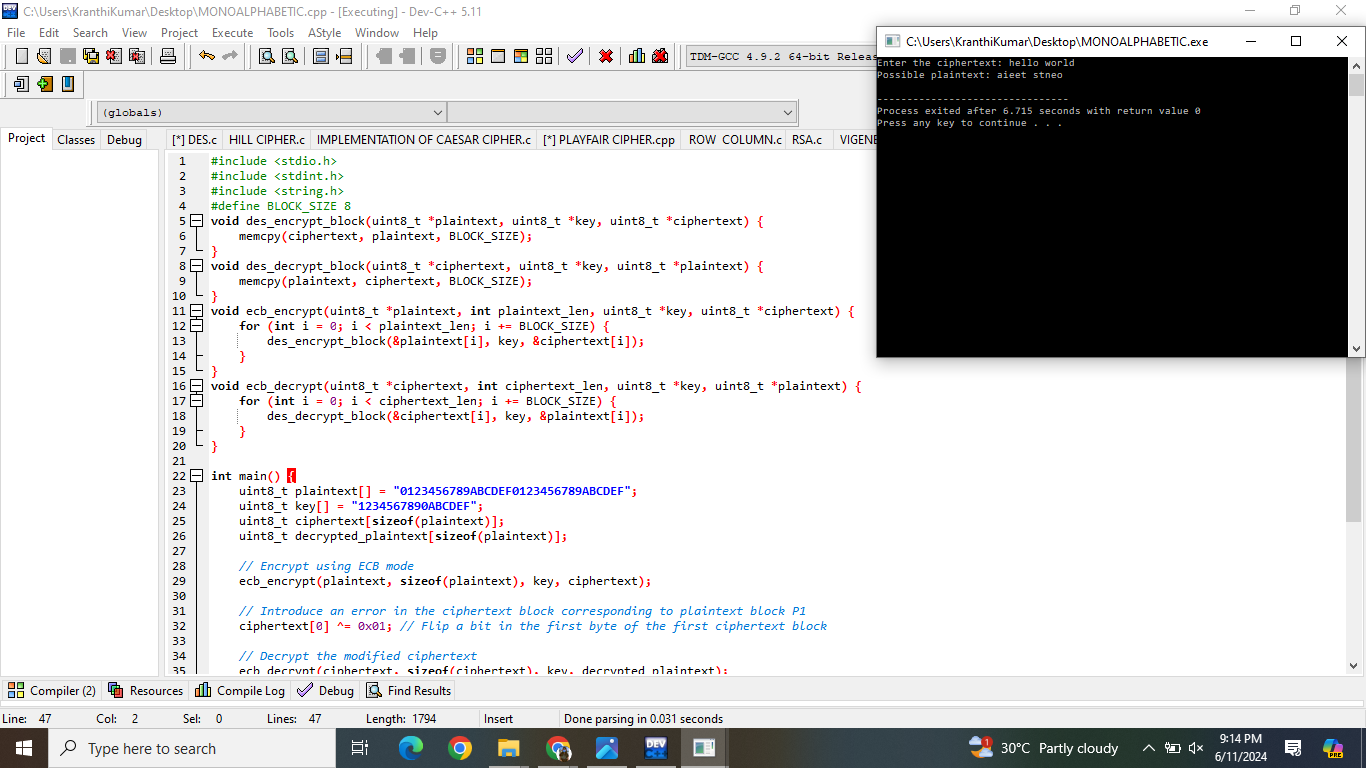 C:\Users\KranthiKumar\Desktop\MONOALPHABETIC.cpp - [Executing] - Dev-C++ 5.11
File Edit Search View Project Execute Tools AStyle Window Help
TDM-GCC 4.9.2 64-bit Relea
(globals)
Project Classes Debug
[*] DES.c HILL CIPHER.c IMPLEMENTATION OF CAESAR CIPHER.c [*] PLAYFAIR CIPHER.cpp ROW COLUMN.c RSA.c VIGENE
1 #include <stdio.h>
2 #include <stdint.h>
3 #include <string.h>
4 #define BLOCK_SIZE 8
5 void des_encrypt_block(uint8_t *plaintext, uint8_t *key, uint8_t *ciphertext) {
6 memcpy(ciphertext, plaintext, BLOCK_SIZE);
7 }
8 void des_decrypt_block(uint8_t *ciphertext, uint8_t *key, uint8_t *plaintext) {
9 memcpy(plaintext, ciphertext, BLOCK_SIZE);
10 }
11 void ecb_encrypt(uint8_t *plaintext, int plaintext_len, uint8_t *key, uint8_t *ciphertext) {
12 for (int i = 0; i < plaintext_len; i += BLOCK_SIZE) {
13 des_encrypt_block(&plaintext[i], key, &ciphertext[i]);
14 }
15 }
16 void ecb_decrypt(uint8_t *ciphertext, int ciphertext_len, uint8_t *key, uint8_t *plaintext) {
17 for (int i = 0; i < ciphertext_len; i += BLOCK_SIZE) {
18 des_decrypt_block(&ciphertext[i], key, &plaintext[i]);
19 }
20 }
21
22 int main() {
23 uint8_t plaintext[] = "0123456789ABCDEF0123456789ABCDEF";
24 uint8_t key[] = "1234567890ABCDEF";
25 uint8_t ciphertext[sizeof(plaintext)];
26 uint8_t decrypted_plaintext[sizeof(plaintext)];
27
28 // Encrypt using ECB mode
29 ecb_encrypt(plaintext, sizeof(plaintext), key, ciphertext);
30
31 // Introduce an error in the ciphertext block corresponding to plaintext block P1
32 ciphertext[0] ^= 0x01; // Flip a bit in the first byte of the first ciphertext block
33
34 // Decrypt the modified ciphertext
35 ecb_decrypt(ciphertext, sizeof(ciphertext), key, decrypted_plaintext);
C:\Users\KranthiKumar\Desktop\MONOALPHABETIC.exe
Enter the ciphertext: hello world
Possible plaintext: aieet stneo
--------------------------------
Process exited after 6.715 seconds with return value 0
Press any key to continue . . .
Compiler (2) Resources Compile Log Debug Find Results
Line: 47 Col: 2 Sel: 0 Lines: 47 Length: 1794 Insert Done parsing in 0.031 seconds
Type here to search
DEV
1
30°C Partly cloudy
9:14 PM
6/11/2024
PRE